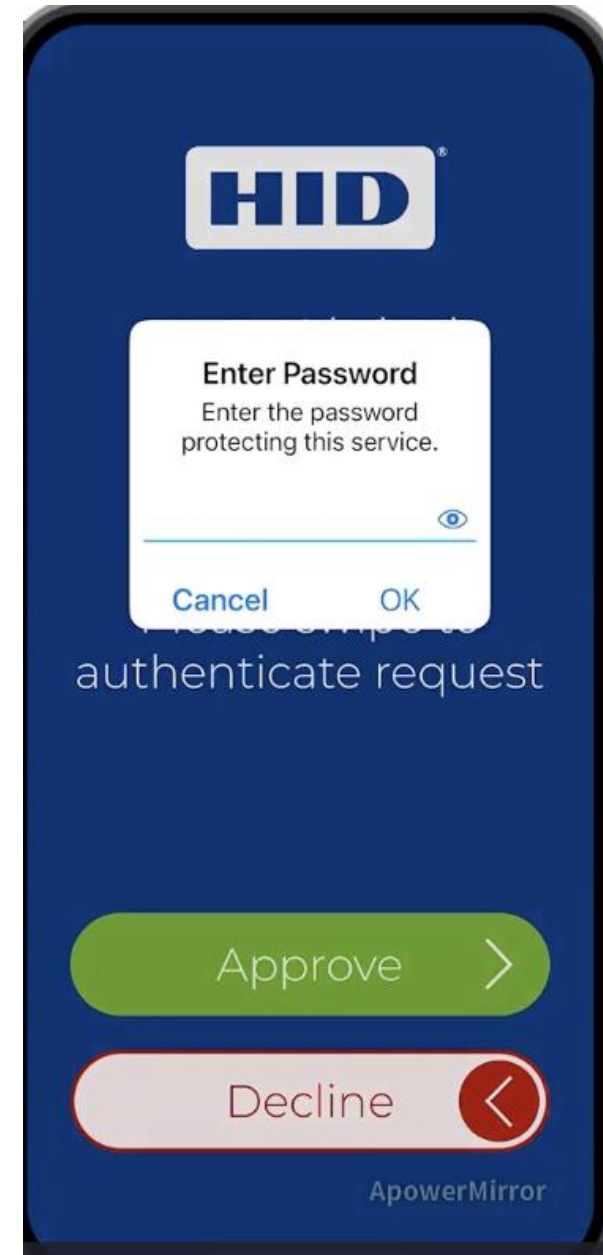 HID®
Enter Password
Enter the password
protecting this service.
Cancel OK
authenticate request
Approve
Decline
ApowerMirror